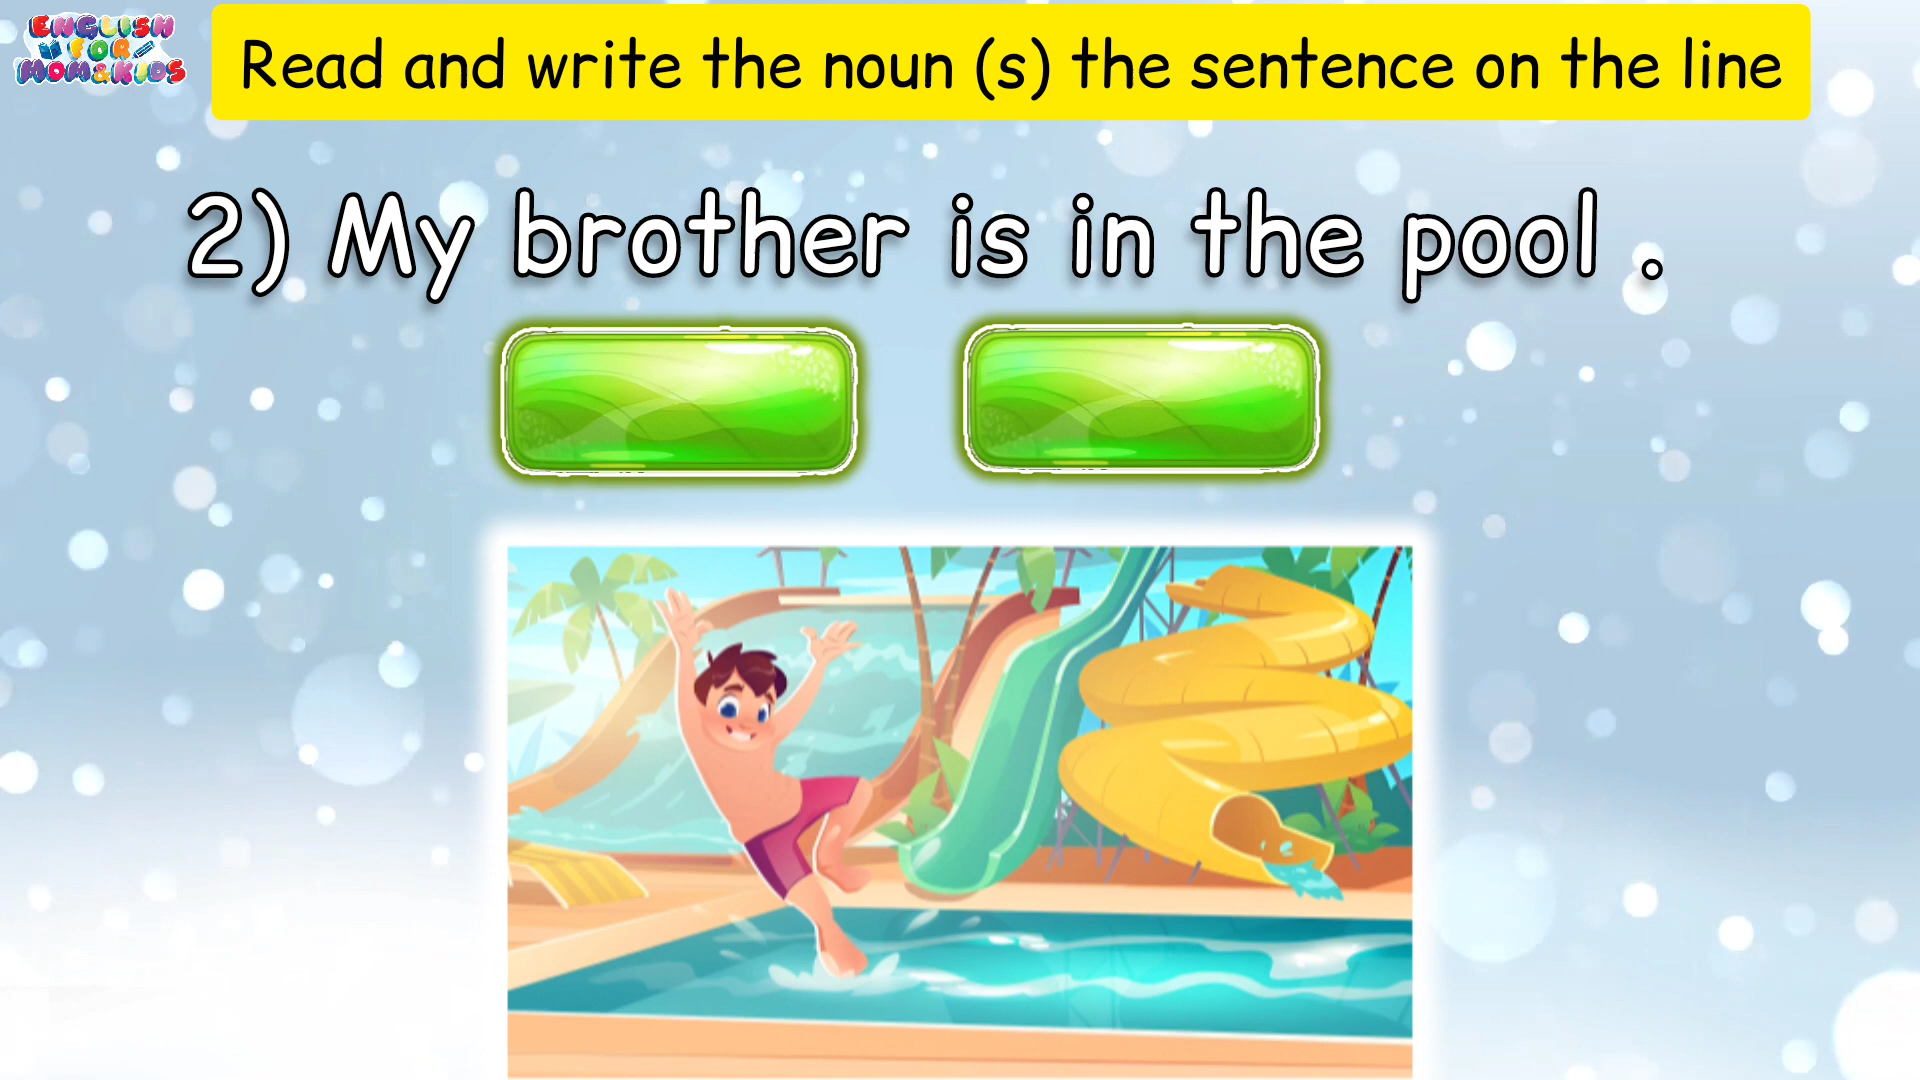 ENGLISH
FOR
MOM&KIDS
Read and write the noun (s) the sentence on the line
2) My brother is in the pool .